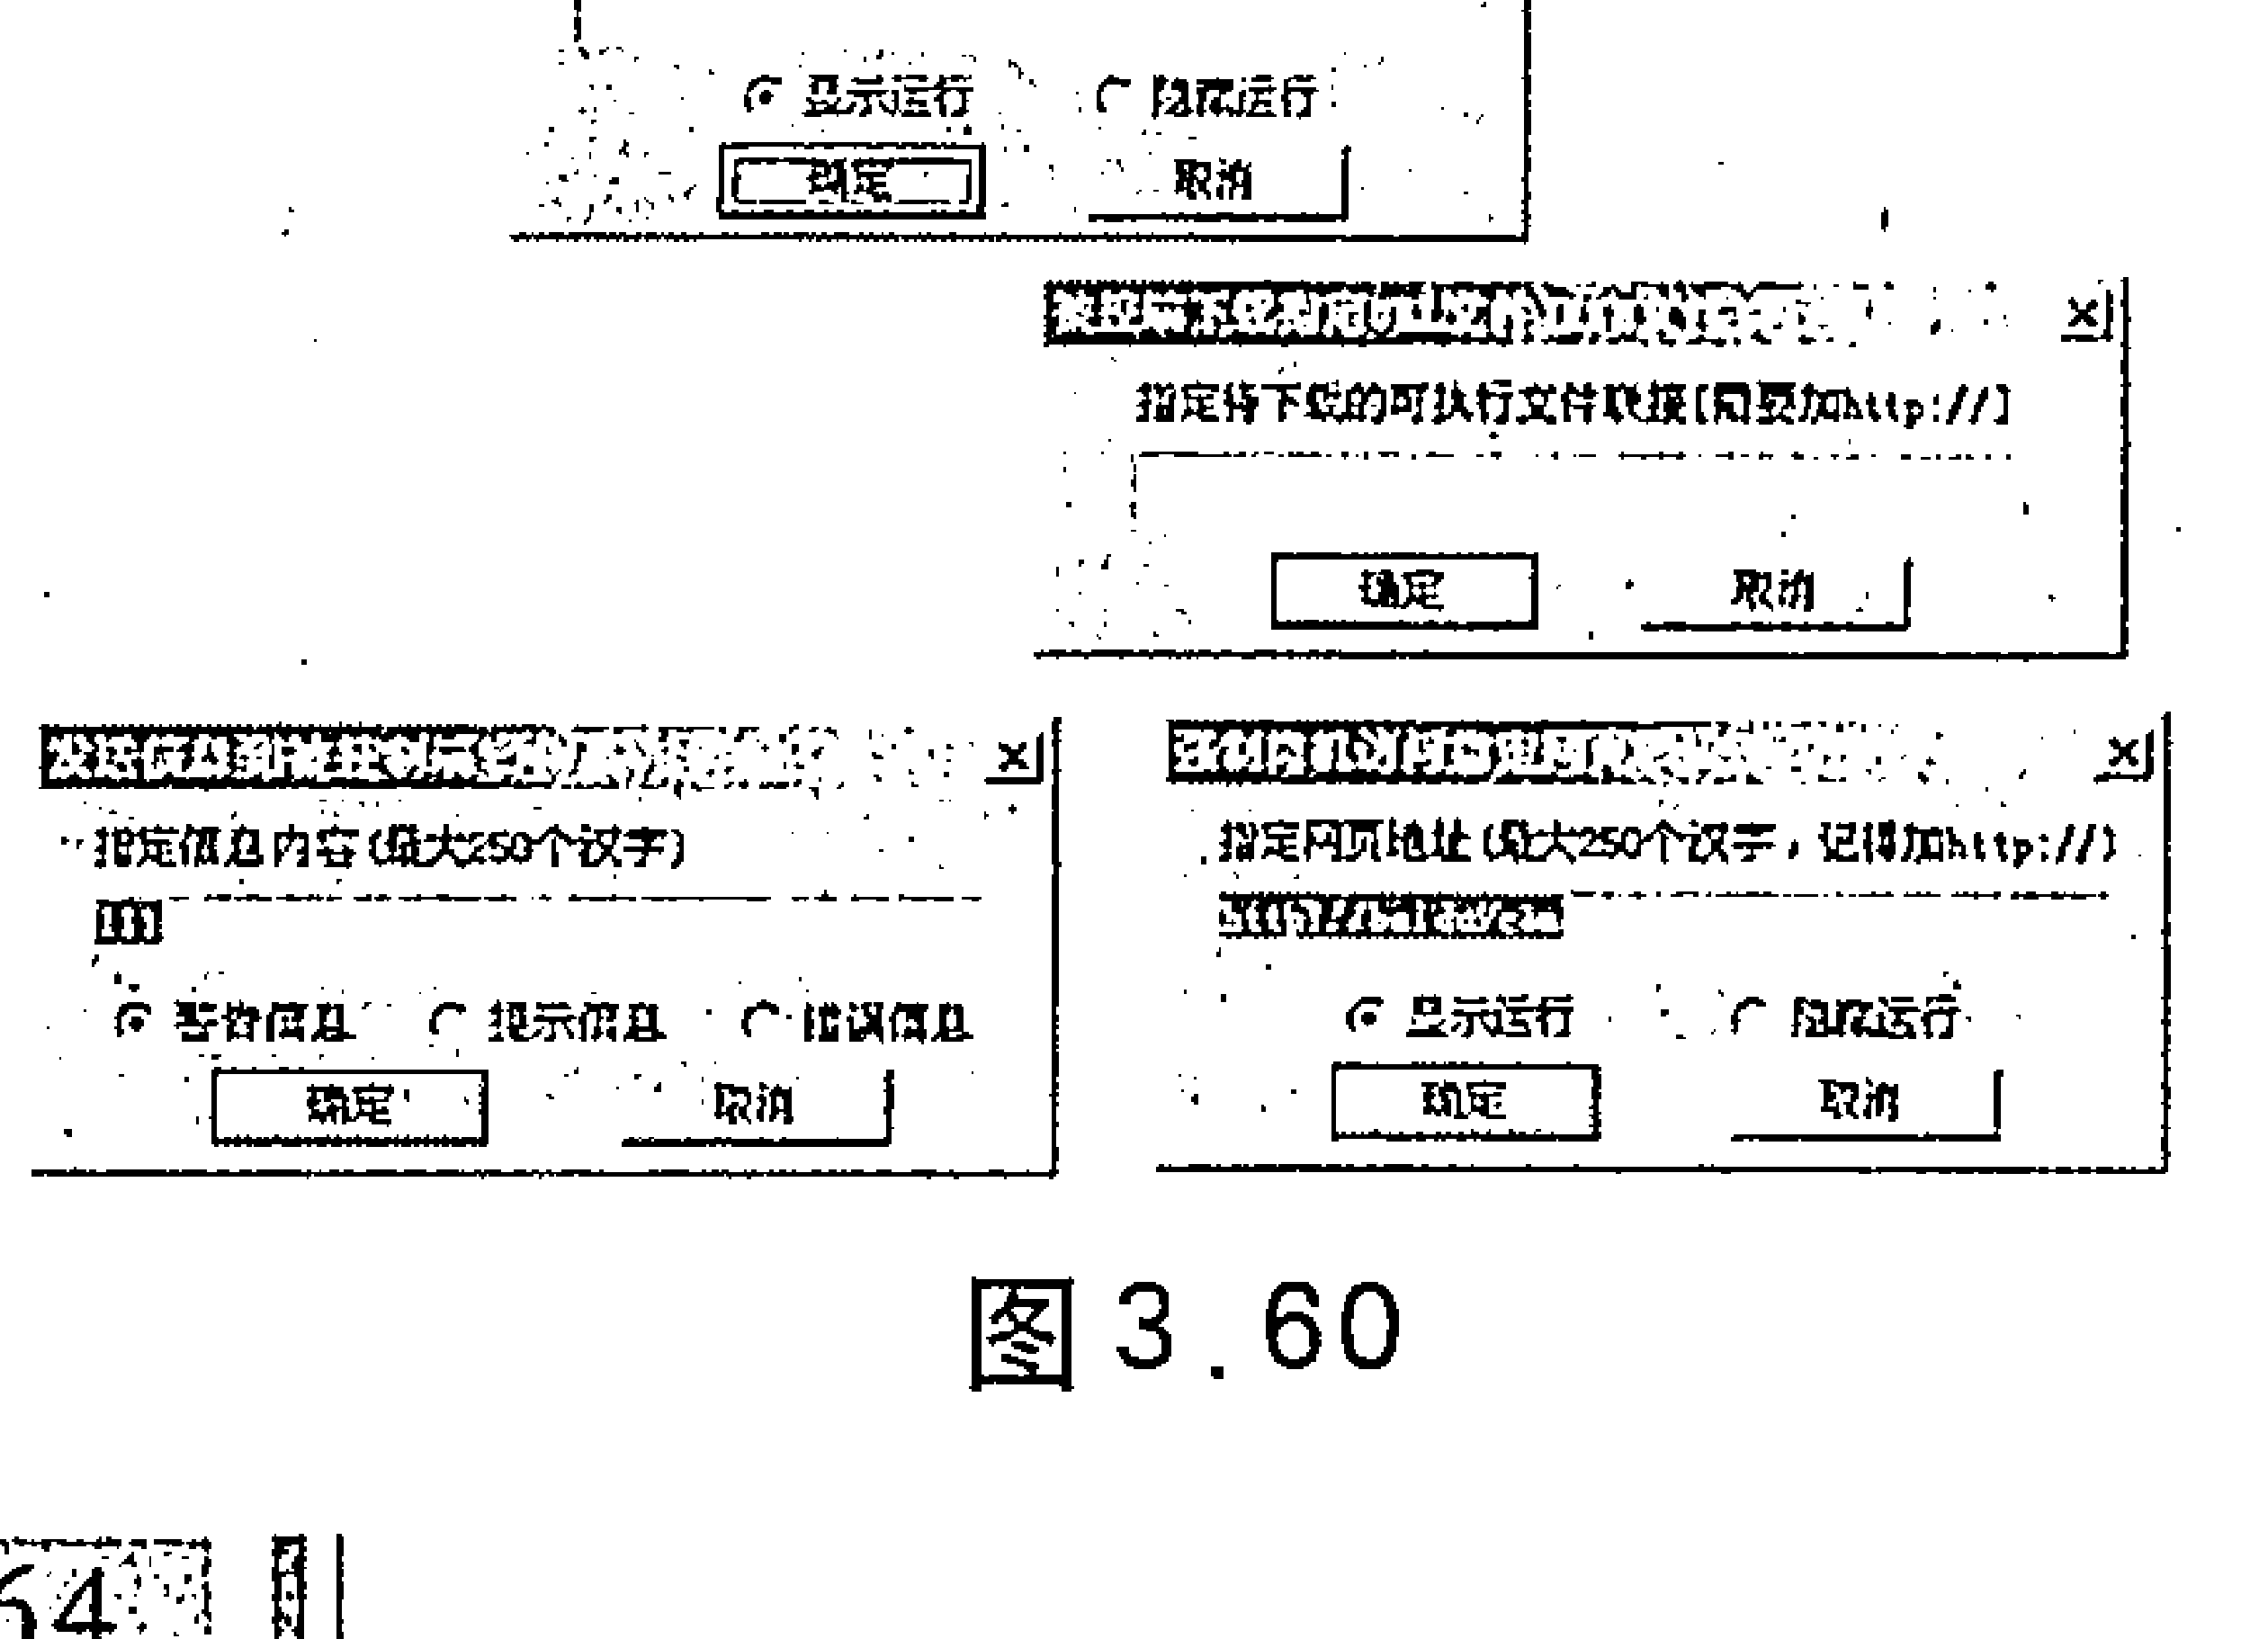 显示运行 隐藏运行
确定 取消
指定待下载的可执行文件联接[需要加http://]
确定 取消
指定信息内容(最大250个汉字)
警告信息 提示信息 错误信息
确定 取消
指定网页地址(最大250个汉字，记得加http://)
显示运行 隐藏运行
确定 取消
图3.60
64